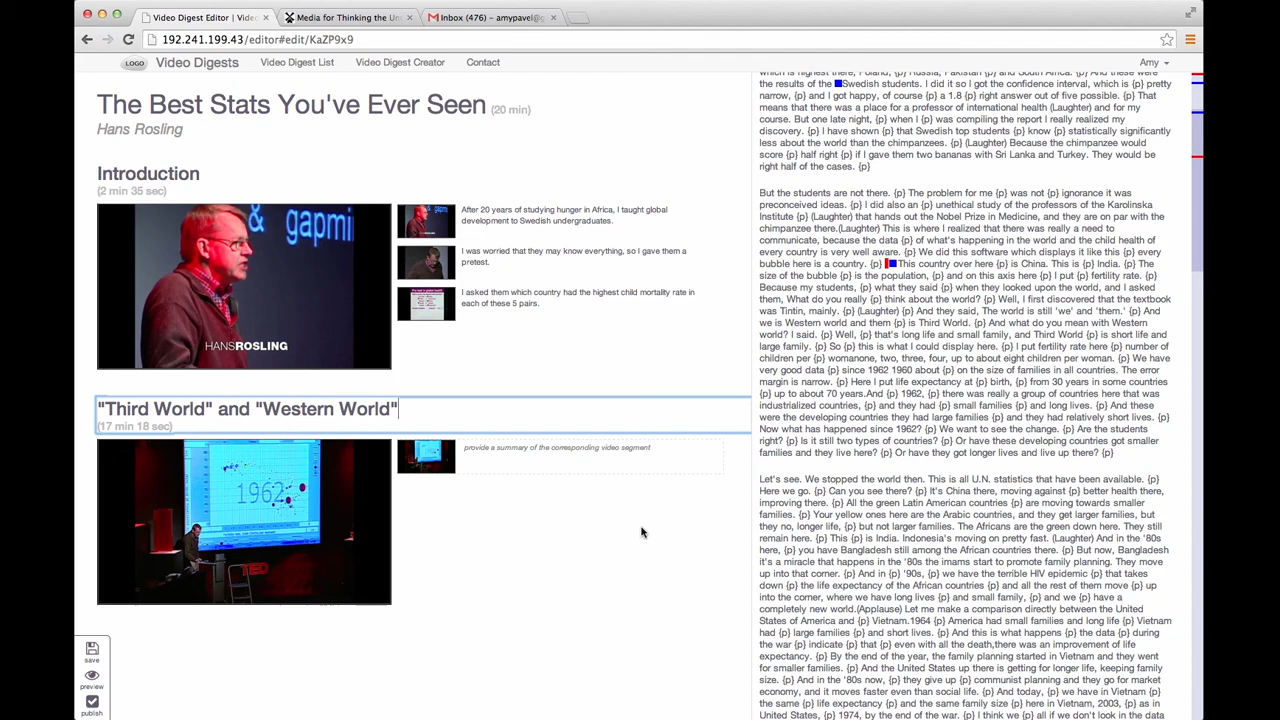 Video Digest Editor | Video
Media for Thinking the Un
Inbox (476) - amypavel@g
192.241.199.43/editor#edit/KaZP9x9
LOGO Video Digests Video Digest List Video Digest Creator Contact Amy
The Best Stats You've Ever Seen (20 min)
Hans Rosling
Introduction
(2 min 35 sec)
& gapmi
HANSROSLING
After 20 years of studying hunger in Africa, I taught global
development to Swedish undergraduates.
I was worried that they may know everything, so I gave them a
pretest.
I asked them which country had the highest child mortality rate in
each of these 5 pairs.
"Third World" and "Western World"
(17 min 18 sec)
1962
TED
provide a summary of the corresponding video segment
save
preview
publish
which is highest there, Poland, {p} Russia, Pakistan {p} and South Africa. {p} And these were
the results of the Swedish students. I did it so I got the confidence interval, which is {p} pretty
narrow, {p} and I got happy, of course {p} a 1.8 {p} right answer out of five possible. {p} That
means that there was a place for a professor of international health (Laughter) and for my
course. But one late night, {p} when I {p} was compiling the report I really realized my
discovery. {p} I have shown {p} that Swedish top students {p} know {p} statistically significantly
less about the world than the chimpanzees. {p} (Laughter) Because the chimpanzee would
score {p} half right {p} if I gave them two bananas with Sri Lanka and Turkey. They would be
right half of the cases. {p}
But the students are not there. {p} The problem for me {p} was not {p} ignorance it was
preconceived ideas. {p} I did also an {p} unethical study of the professors of the Karolinska
Institute {p} (Laughter) that hands out the Nobel Prize in Medicine, and they are on par with the
chimpanzee there.(Laughter) {p} This is where I realized that there was really a need to
communicate, because the data {p} of what's happening in the world and the child health of
every country is very well aware. {p} We did this software which displays it like this {p} every
bubble here is a country. {p} This country over here {p} is China. This is {p} India. {p} The
size of the bubble {p} is the population, {p} and on this axis here {p} I put {p} fertility rate. {p}
Because my students, {p} what they said {p} when they looked upon the world, and I asked
them, What do you really {p} think about the world? {p} Well, I first discovered that the textbook
was Tintin, mainly. {p} (Laughter) {p} And they said, The world is still 'we' and 'them.' {p} And
we is Western world and them {p} is Third World. {p} And what do you mean with Western
world? I said. {p} Well, {p} that's long life and small family, and Third World {p} is short life and
large family. {p} So {p} this is what I could display here. {p} I put fertility rate here {p} number of
children per {p} womanone, two, three, four, up to about eight children per woman. {p} We have
very good data {p} since 1962 1960 about {p} on the size of families in all countries. The error
margin is narrow. {p} Here I put life expectancy at {p} birth, {p} from 30 years in some countries
{p} up to about 70 years.And {p} 1962, {p} there was really a group of countries here that was
industrialized countries, and {p} they had {p} small families {p} and long lives. {p} And these
were the developing countries {p} they had large families {p} and they had relatively short lives. {p}
Now what has happened since 1962? {p} We want to see the change. {p} Are the students
right? {p} Is it still two types of countries? {p} Or have these developing countries got smaller
families and they live here? {p} Or have they got longer lives and live up there? {p}
Let's see. We stopped the world then. This is all U.N. statistics that have been available. {p}
Here we go. {p} Can you see there? {p} It's China there, moving against {p} better health there,
improving there. {p} All the green Latin American countries {p} are moving towards smaller
families. {p} Your yellow ones here are the Arabic countries, and they get larger families, but
they no, longer life, {p} but not larger families. The Africans are the green down here. They still
remain here. {p} This {p} is India. Indonesia's moving on pretty fast. (Laughter) {p} And in the '80s
here, {p} you have Bangladesh still among the African countries there. {p} But now, Bangladesh
it's a miracle that happens in the '80s the imams start to promote family planning. They move
up into that corner. {p} And in {p} '90s, {p} we have the terrible HIV epidemic {p} that takes
down {p} the life expectancy of the African countries {p} and all the rest of them move {p} up
into the corner, where we have long lives {p} and small family, {p} and we {p} have a
completely new world.(Applause) {p} Let me make a comparison directly between the United
States of America and {p} Vietnam.1964 {p} America had small families and long life {p} Vietnam
had {p} large families {p} and short lives. {p} And this is what happens {p} the data {p} during
the war {p} indicate {p} that {p} even with all the death,there was an improvement of life
expectancy. {p} By the end of the year, the family planning started in Vietnam and they went
for smaller families. {p} And the United States up there is getting for longer life, keeping family
size. {p} And in the '80s now, {p} they give up {p} communist planning and they go for market
economy, and it moves faster even than social life. {p} And today, {p} we have in Vietnam {p}
the same {p} life expectancy {p} and the same family size {p} here in Vietnam, 2003, {p} as in
United States, {p} 1974, by the end of the war. {p} I think we {p} all if we don't look in the data